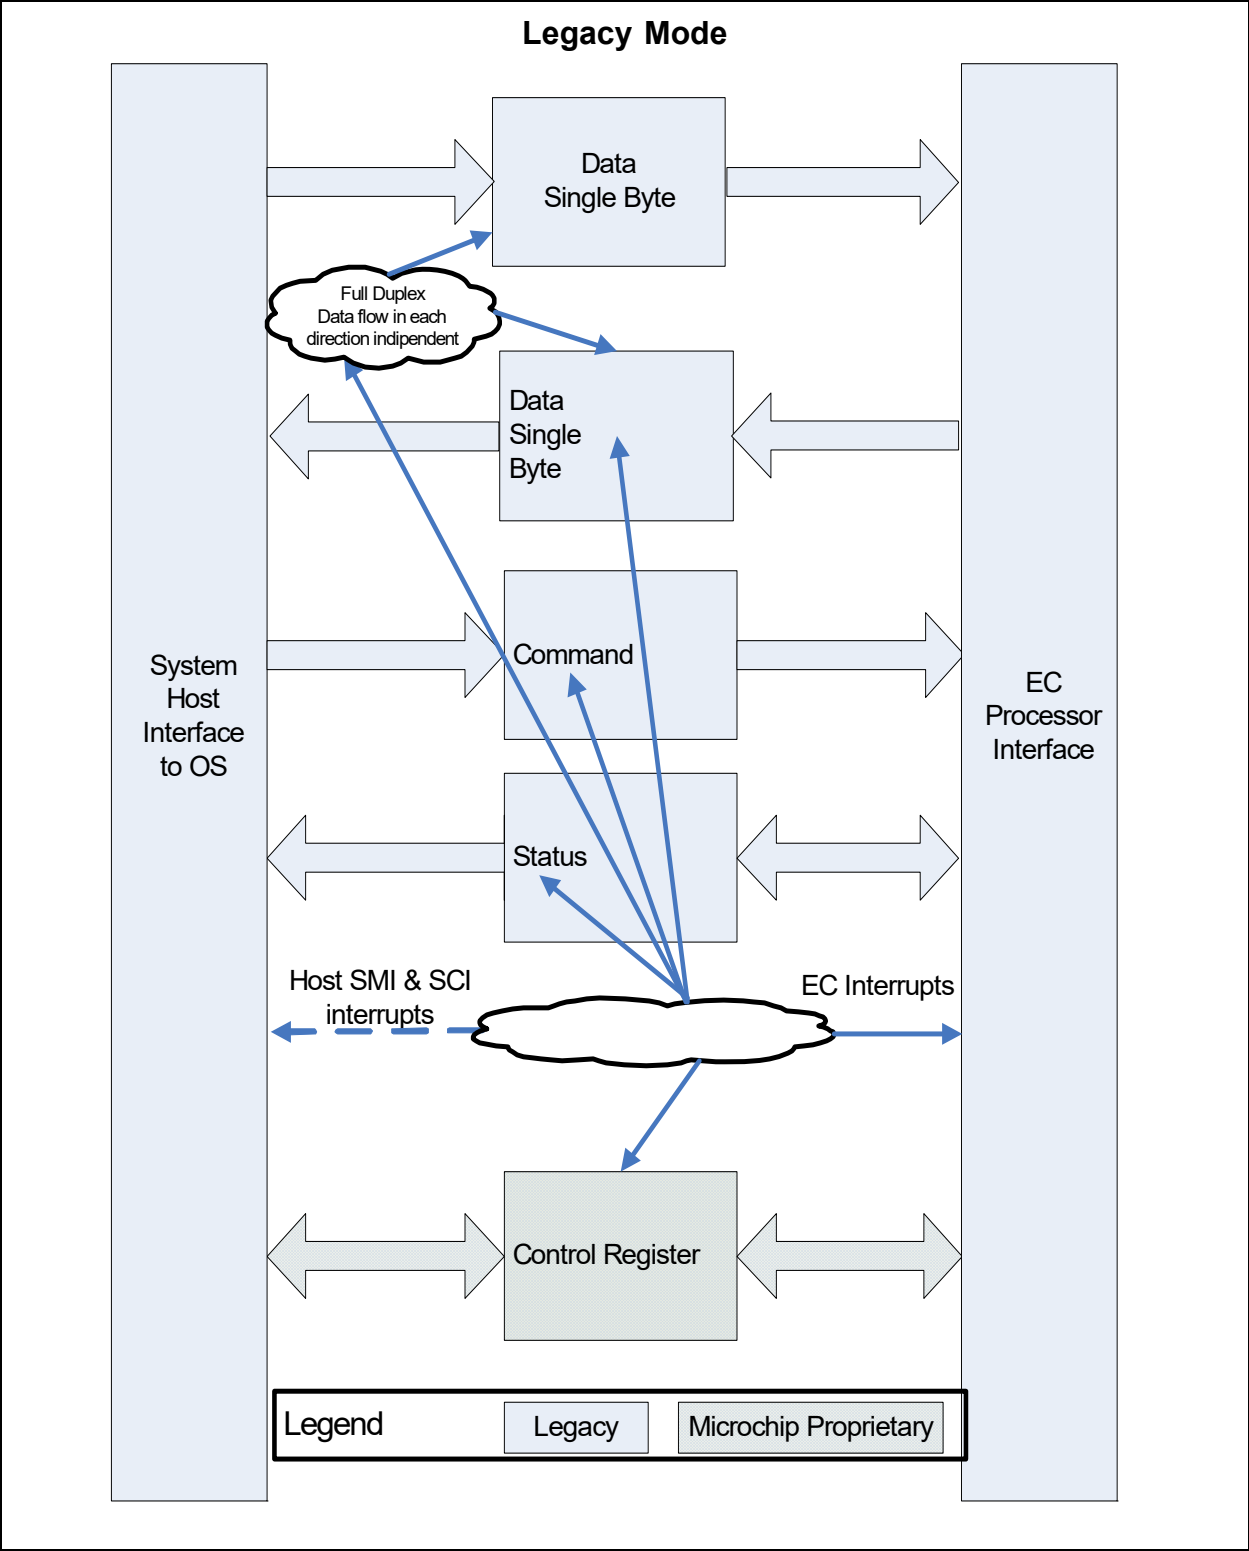 Legacy Mode
Data
Single Byte
Full Duplex
Data flow in each
direction indipendent
Data
Single
Byte
Command
System
Host
Interface
to OS
EC
Processor
Interface
Status
Host SMI & SCI
interrupts
EC Interrupts
Control Register
Legend
Legacy
Microchip Proprietary